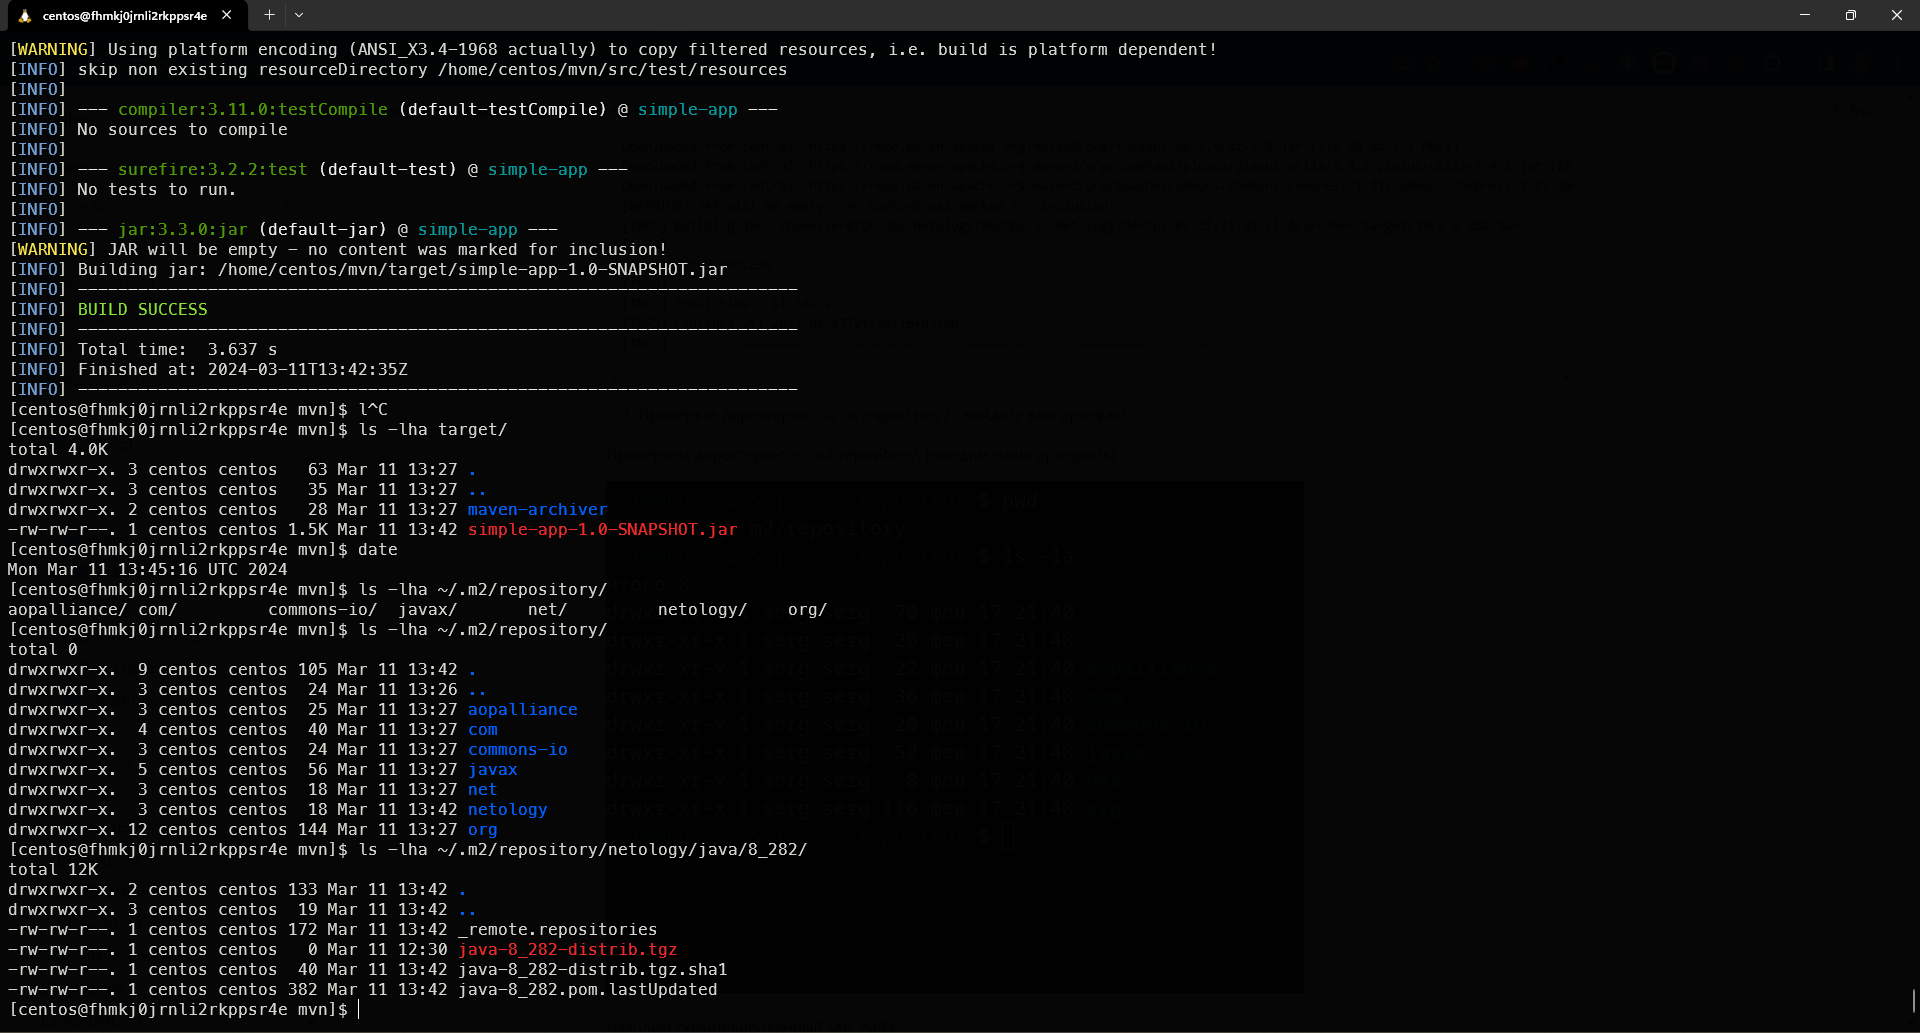 centos@fhmkj0jrnli2rkppsr4e
[WARNING] Using platform encoding (ANSI_X3.4-1968 actually) to copy filtered resources, i.e. build is platform dependent!
[INFO] skip non existing resourceDirectory /home/centos/mvn/src/test/resources
[INFO]
[INFO] --- compiler:3.11.0:testCompile (default-testCompile) @ simple-app ---
[INFO] No sources to compile
[INFO]
[INFO] --- surefire:3.2.2:test (default-test) @ simple-app ---
[INFO] No tests to run.
[INFO]
[INFO] --- jar:3.3.0:jar (default-jar) @ simple-app ---
[WARNING] JAR will be empty - no content was marked for inclusion!
[INFO] Building jar: /home/centos/mvn/target/simple-app-1.0-SNAPSHOT.jar
[INFO] ------------------------------------------------------------------------
[INFO] BUILD SUCCESS
[INFO] ------------------------------------------------------------------------
[INFO] Total time:  3.637 s
[INFO] Finished at: 2024-03-11T13:42:35Z
[INFO] ------------------------------------------------------------------------
[centos@fhmkj0jrnli2rkppsr4e mvn]$ l^C
[centos@fhmkj0jrnli2rkppsr4e mvn]$ ls -lha target/
total 4.0K
drwxrwxr-x. 3 centos centos   63 Mar 11 13:27 .
drwxrwxr-x. 3 centos centos   35 Mar 11 13:27 ..
drwxrwxr-x. 2 centos centos   28 Mar 11 13:27 maven-archiver
-rw-rw-r--. 1 centos centos 1.5K Mar 11 13:42 simple-app-1.0-SNAPSHOT.jar
[centos@fhmkj0jrnli2rkppsr4e mvn]$ date
Mon Mar 11 13:45:16 UTC 2024
[centos@fhmkj0jrnli2rkppsr4e mvn]$ ls -lha ~/.m2/repository/
aopalliance/ com/         commons-io/  javax/       net/         netology/    org/
[centos@fhmkj0jrnli2rkppsr4e mvn]$ ls -lha ~/.m2/repository/
total 0
drwxrwxr-x.  9 centos centos 105 Mar 11 13:42 .
drwxrwxr-x.  3 centos centos  24 Mar 11 13:26 ..
drwxrwxr-x.  3 centos centos  25 Mar 11 13:27 aopalliance
drwxrwxr-x.  4 centos centos  40 Mar 11 13:27 com
drwxrwxr-x.  3 centos centos  24 Mar 11 13:27 commons-io
drwxrwxr-x.  5 centos centos  56 Mar 11 13:27 javax
drwxrwxr-x.  3 centos centos  18 Mar 11 13:27 net
drwxrwxr-x.  3 centos centos  18 Mar 11 13:42 netology
drwxrwxr-x. 12 centos centos 144 Mar 11 13:27 org
[centos@fhmkj0jrnli2rkppsr4e mvn]$ ls -lha ~/.m2/repository/netology/java/8_282/
total 12K
drwxrwxr-x. 2 centos centos 133 Mar 11 13:42 .
drwxrwxr-x. 3 centos centos  19 Mar 11 13:42 ..
-rw-rw-r--. 1 centos centos 172 Mar 11 13:42 _remote.repositories
-rw-rw-r--. 1 centos centos   0 Mar 11 12:30 java-8_282-distrib.tgz
-rw-rw-r--. 1 centos centos  40 Mar 11 13:42 java-8_282-distrib.tgz.sha1
-rw-rw-r--. 1 centos centos 382 Mar 11 13:42 java-8_282.pom.lastUpdated
[centos@fhmkj0jrnli2rkppsr4e mvn]$